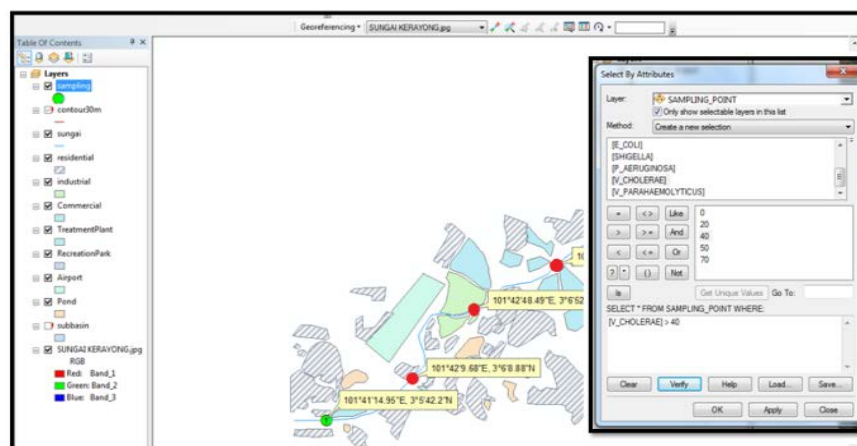 Georeferencing SUNGAI KERAYONG.jpg
Table Of Contents
Layers
sampling
contour30m
sungai
residential
industrial
Commercial
TreatmentPlant
RecreationPark
Airport
Pond
subbasin
SUNGAI KERAYONG.jpg
RGB
Red: Band_1
Green: Band_2
Blue: Band_3
10
101°42'48.49"E, 3°6'52
101°42'9.68"E, 3°6'8.88"N
101°41'14.95"E, 3°5'42.2"N
Select By Attributes
Layer: SAMPLING_POINT
Only show selectable layers in this list
Method: Create a new selection
[E_COLI]
[SHIGELLA]
[P_AERUGINOSA]
[V_CHOLERAE]
[V_PARAHAEMOLYTICUS]
= <> Like
> >= And
< <= Or
? * () Not
Is
0
20
40
50
70
Get Unique Values Go To:
SELECT * FROM SAMPLING_POINT WHERE:
[V_CHOLERAE] > 40
Clear Verify Help Load... Save...
OK Apply Close